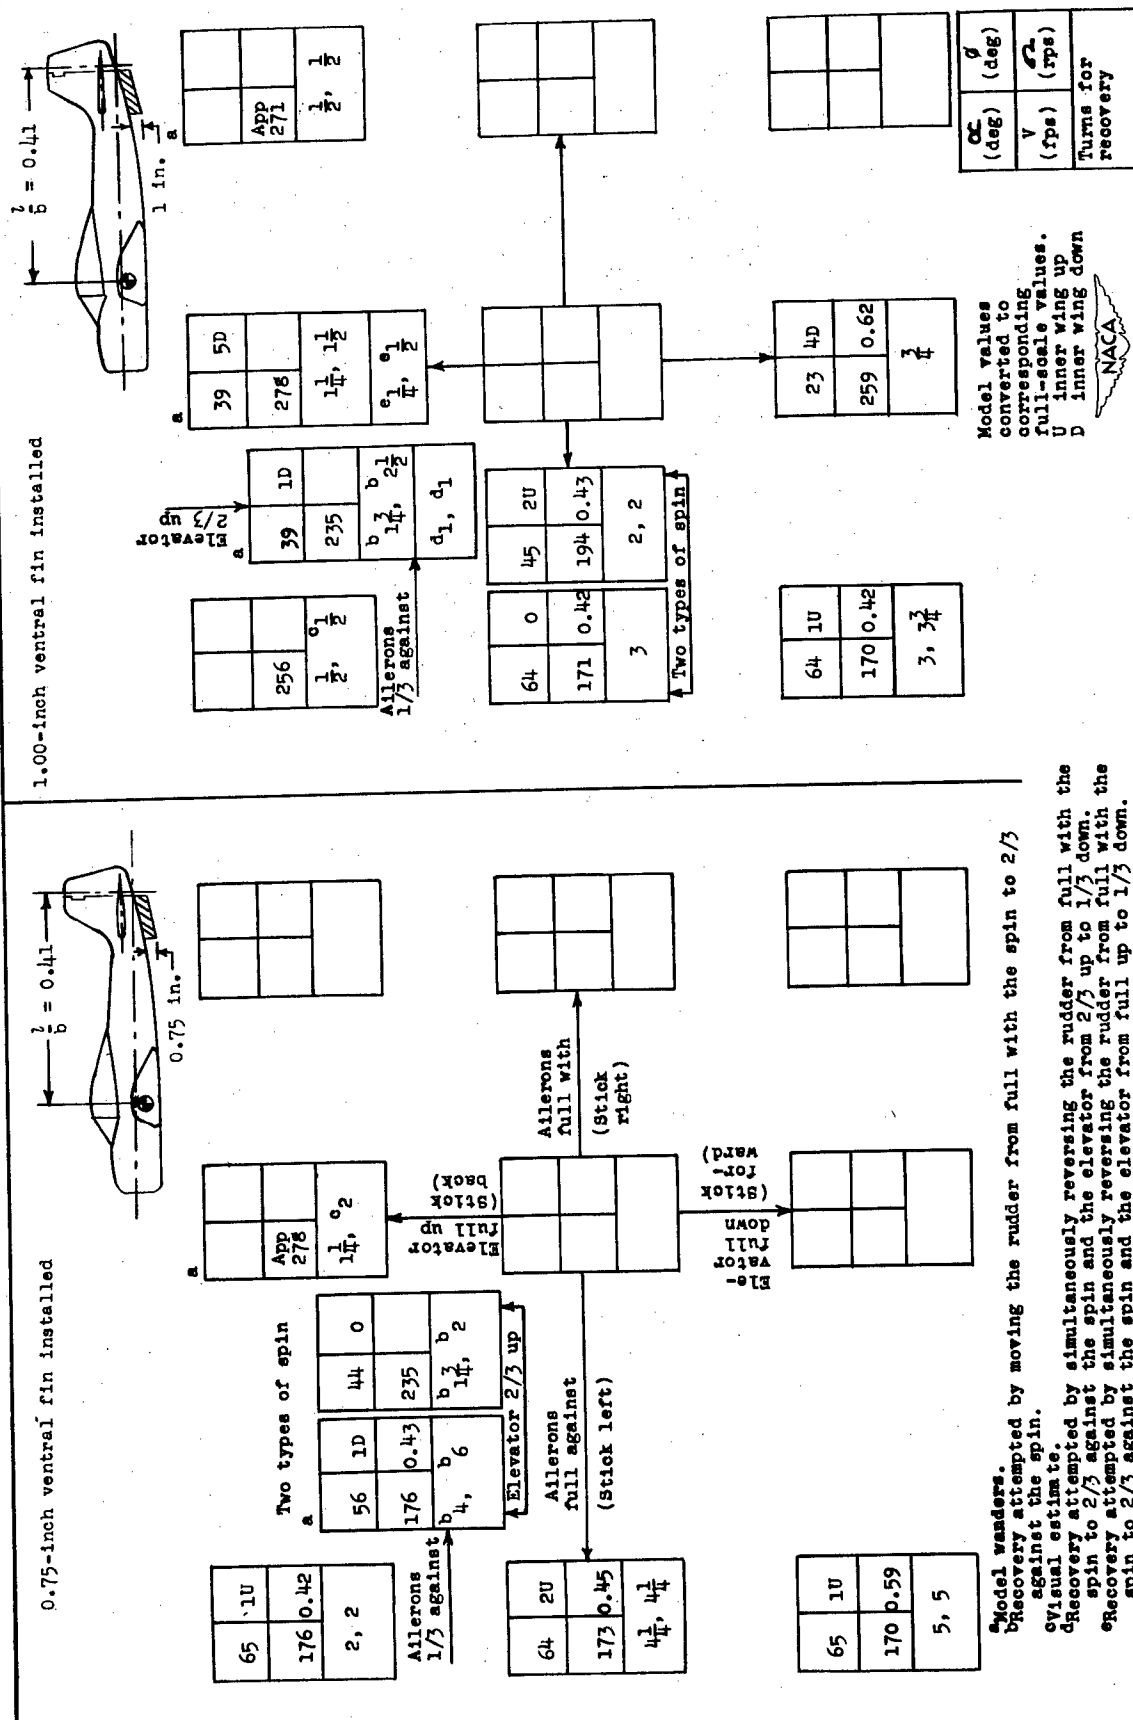 0.75-inch ventral fin installed
l/b = 0.41
0.75 in.
65 1U
176 0.42
2, 2
Ailerons
1/3 against
Two types of spin
a
56 1D
176 0.43
b4, b6
44 0
235
b1 3/4, b2
Elevator 2/3 up
a
App
278
1 1/4, c2
Elevator
full up
(Stick
back)
64 2U
173 0.45
4 1/4, 4 1/4
Ailerons
full against
(Stick left)
Ailerons
full with
(Stick
right)
Ele-
vator
full
down
(Stick
for-
ward)
65 1U
170 0.59
5, 5
1.00-inch ventral fin installed
l/b = 0.41
1 in.
256
1/2, c1/2
Ailerons
1/3 against
Elevator
2/3 up
a
39 1D
235
b1 3/4, b2 1/2
d1, d1
a
39 5D
278
1 1/4, 1 1/2
e1/4, e1/2
a
App
271
1/2, 1/2
64 0
171 0.42
3
45 2U
194 0.43
2, 2
Two types of spin
64 1U
170 0.42
3, 3 3/4
23 4D
259 0.62
3/4
aModel wanders.
bRecovery attempted by moving the rudder from full with the spin to 2/3
against the spin.
cVisual estimate.
dRecovery attempted by simultaneously reversing the rudder from full with the
spin to 2/3 against the spin and the elevator from 2/3 up to 1/3 down.
eRecovery attempted by simultaneously reversing the rudder from full with the
spin to 2/3 against the spin and the elevator from full up to 1/3 down.
Model values
converted to
corresponding
full-scale values.
U inner wing up
D inner wing down
NACA
α
(deg)
ø
(deg)
V
(fps)
Ω
(rps)
Turns for
recovery